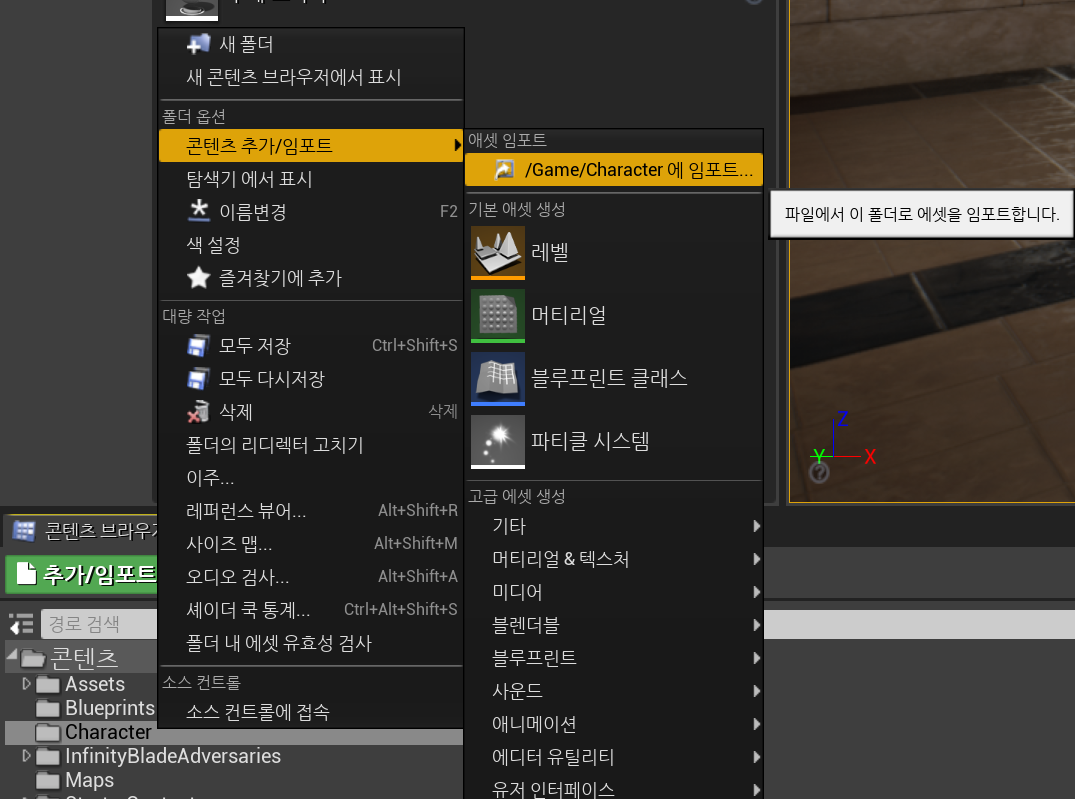 새 폴더
새 콘텐츠 브라우저에서 표시
폴더 옵션
콘텐츠 추가/임포트
탐색기 에서 표시
이름변경 F2
색 설정
즐겨찾기에 추가
대량 작업
모두 저장 Ctrl+Shift+S
모두 다시저장
삭제 삭제
폴더의 리디렉터 고치기
이주...
레퍼런스 뷰어... Alt+Shift+R
사이즈 맵... Alt+Shift+M
오디오 검사... Alt+Shift+A
셰이더 쿡 통계... Ctrl+Alt+Shift+S
폴더 내 에셋 유효성 검사
소스 컨트롤
소스 컨트롤에 접속
애셋 임포트
/Game/Character 에 임포트...
기본 애셋 생성
레벨
머티리얼
블루프린트 클래스
파티클 시스템
고급 에셋 생성
기타
머티리얼 & 텍스처
미디어
블렌더블
블루프린트
사운드
애니메이션
에디터 유틸리티
유저 인터페이스
파일에서 이 폴더로 에셋을 임포트합니다.
Z
Y
X
?
콘텐츠 브라우
추가/임포트
경로 검색
콘텐츠
Assets
Blueprints
Character
InfinityBladeAdversaries
Maps